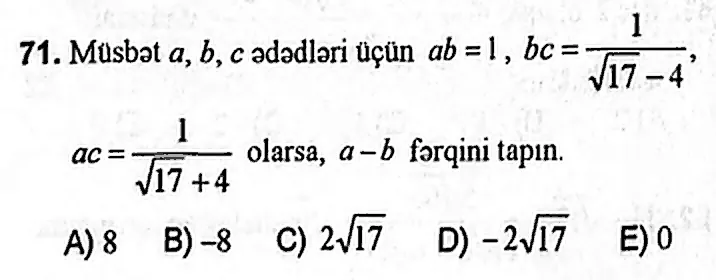 71. Müsbət a, b, c ədədləri üçün ab = 1, bc = 1/(√17 − 4),
ac = 1/(√17 + 4) olarsa, a − b fərqini tapın.
A) 8 B) −8 C) 2√17 D) −2√17 E) 0